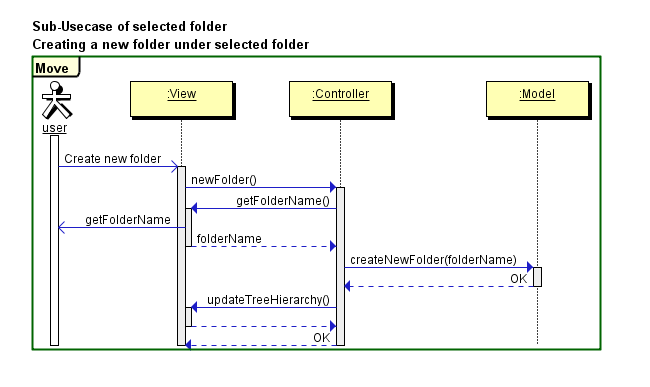 Sub-Usecase of selected folder
Creating a new folder under selected folder
Move
:View
:Controller
:Model
user
Create new folder
newFolder()
getFolderName()
getFolderName
folderName
createNewFolder(folderName)
OK
updateTreeHierarchy()
OK